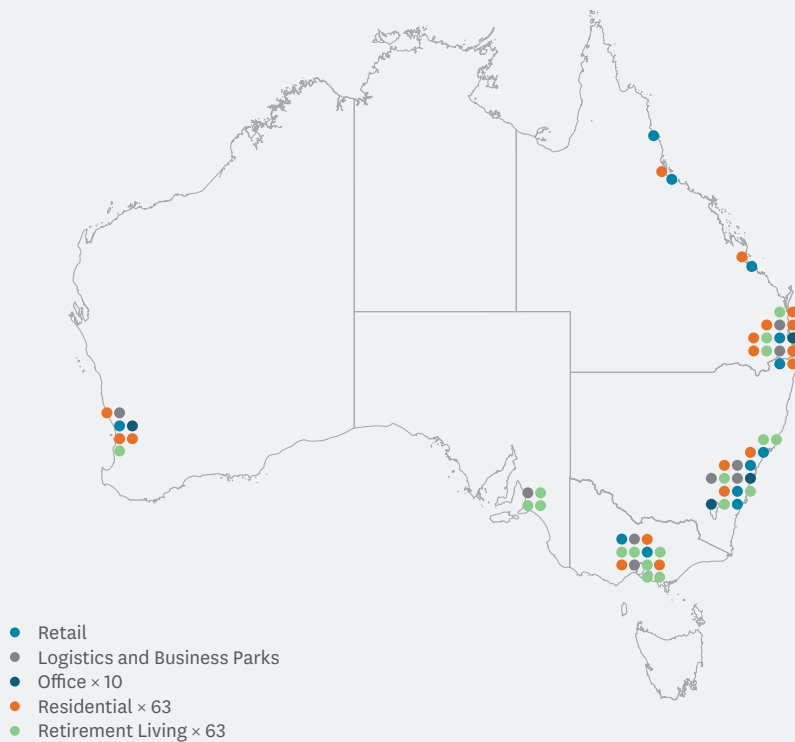 Retail
Logistics and Business Parks
Office × 10
Residential × 63
Retirement Living × 63